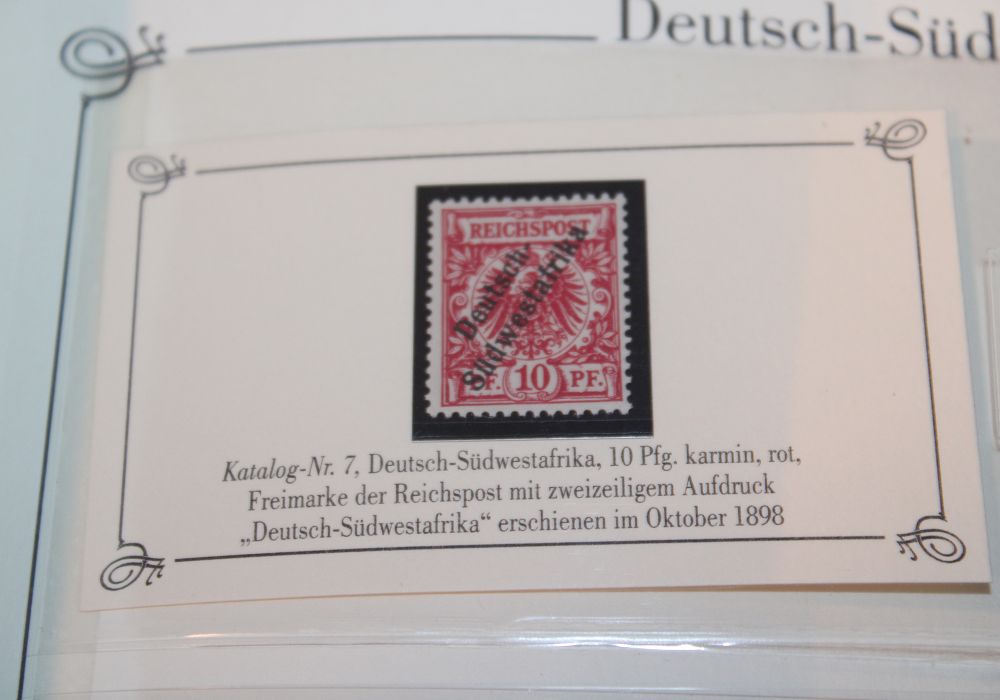 Deutsch-Süd
REICHSPOST
Deutsch-
Südwestafrika
PF. 10 PF.
Katalog-Nr. 7, Deutsch-Südwestafrika, 10 Pfg. karmin, rot,
Freimarke der Reichspost mit zweizeiligem Aufdruck
„Deutsch-Südwestafrika“ erschienen im Oktober 1898